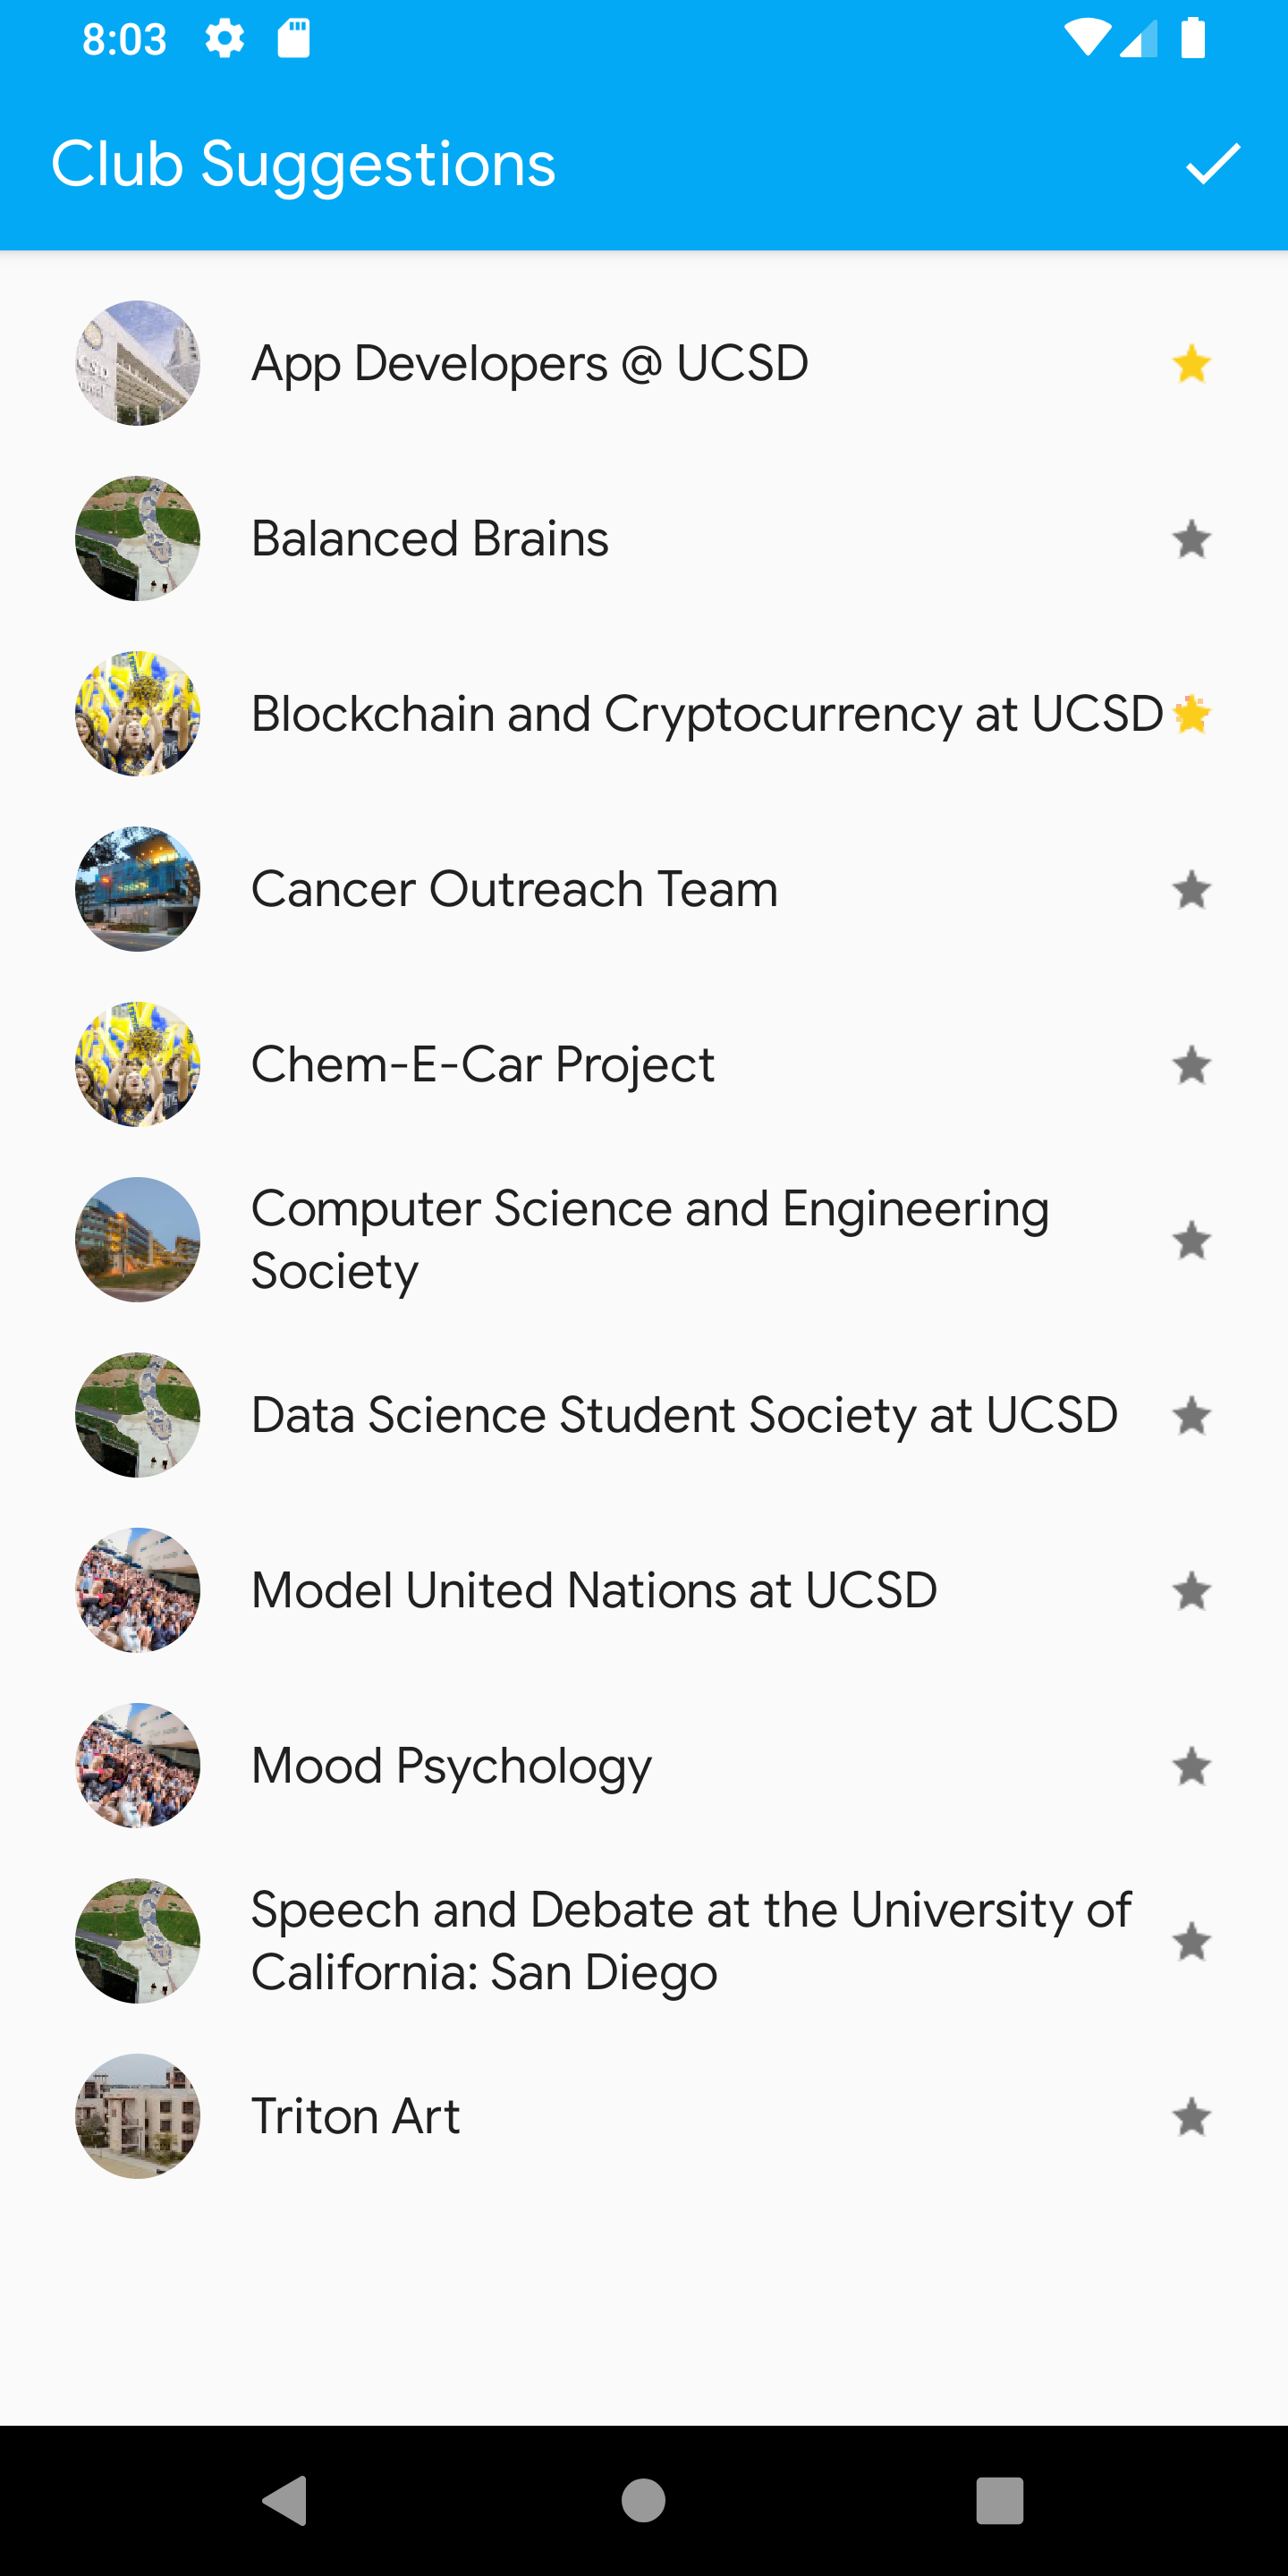 8:03
Club Suggestions
App Developers @ UCSD
Balanced Brains
Blockchain and Cryptocurrency at UCSD
Cancer Outreach Team
Chem-E-Car Project
Computer Science and Engineering
Society
Data Science Student Society at UCSD
Model United Nations at UCSD
Mood Psychology
Speech and Debate at the University of
California: San Diego
Triton Art